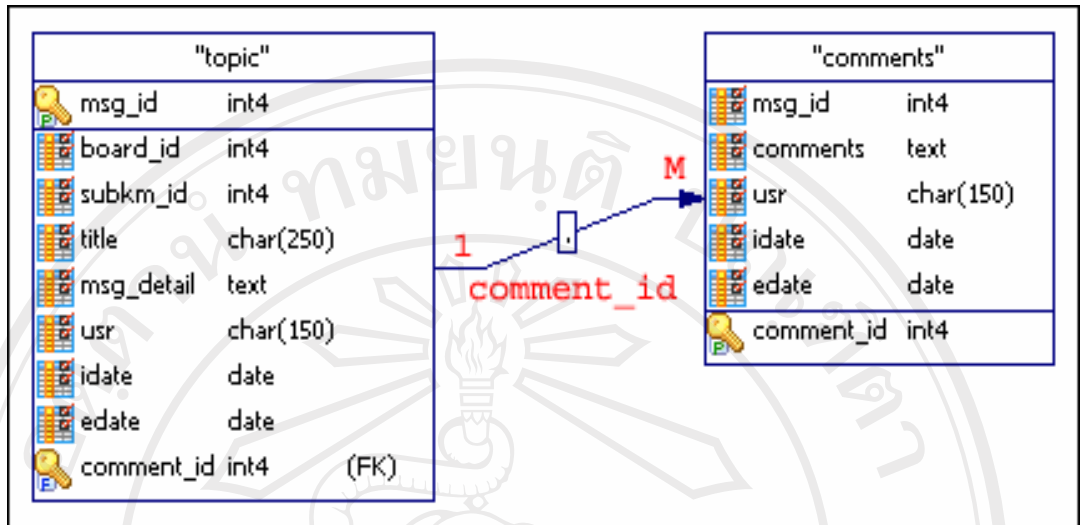 "topic"
msg_id int4
board_id int4
subkm_id int4
title char(250)
msg_detail text
usr char(150)
idate date
edate date
comment_id int4 (FK)
1
M
comment_id
"comments"
msg_id int4
comments text
usr char(150)
idate date
edate date
comment_id int4